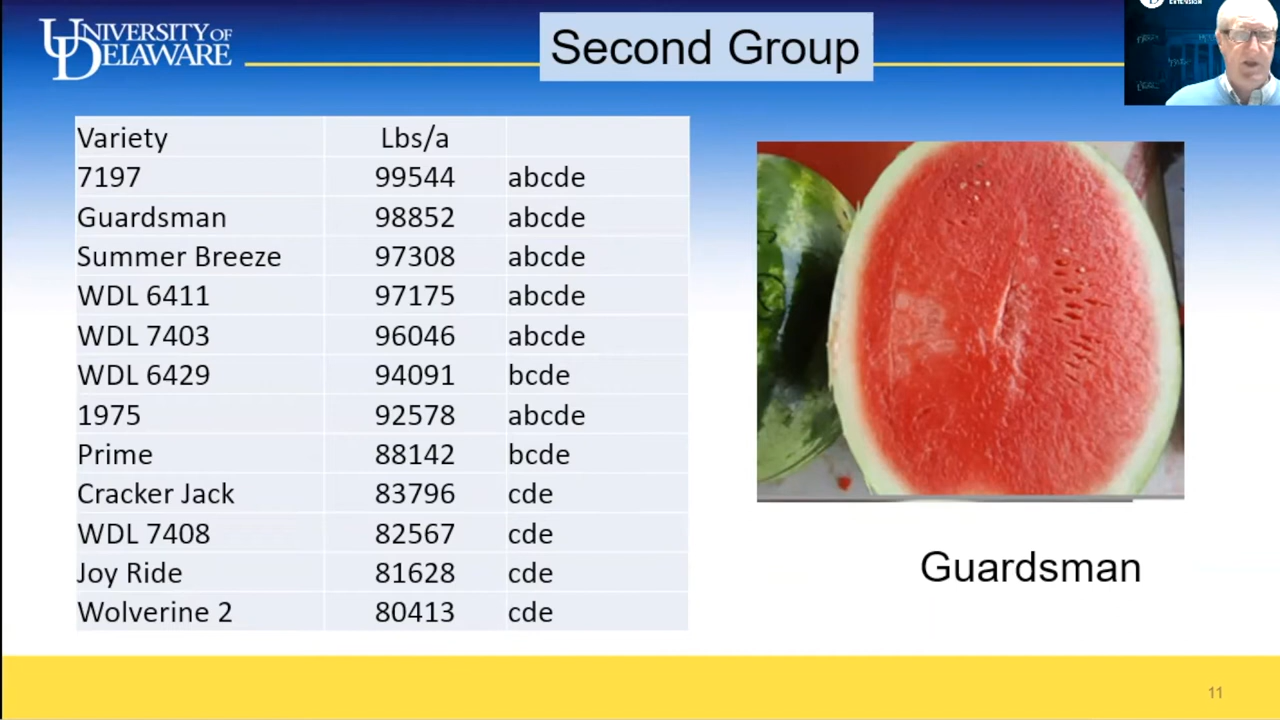 UNIVERSITY OF
DELAWARE
Second Group
EXTENSION
Variety Lbs/a
7197 99544 abcde
Guardsman 98852 abcde
Summer Breeze 97308 abcde
WDL 6411 97175 abcde
WDL 7403 96046 abcde
WDL 6429 94091 bcde
1975 92578 abcde
Prime 88142 bcde
Cracker Jack 83796 cde
WDL 7408 82567 cde
Joy Ride 81628 cde
Wolverine 2 80413 cde
Guardsman
11